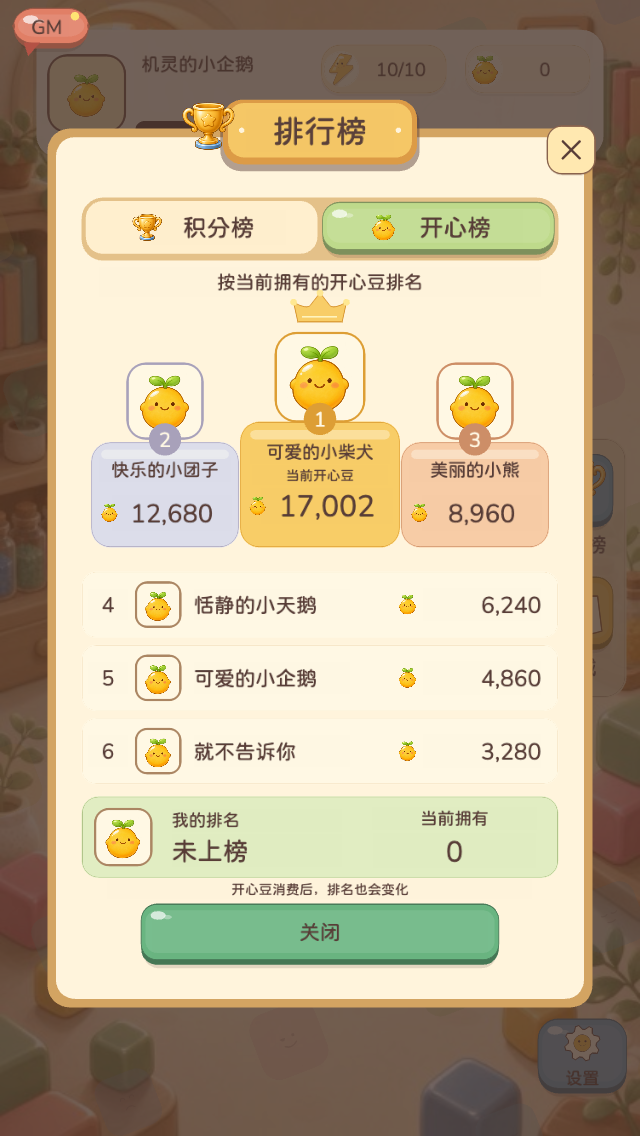 GM
机灵的小企鹅
10/10
0
排行榜
积分榜
开心榜
按当前拥有的开心豆排名
1
2
3
可爱的小柴犬
当前开心豆
17,002
快乐的小团子
12,680
美丽的小熊
8,960
4 恬静的小天鹅 6,240
5 可爱的小企鹅 4,860
6 就不告诉你 3,280
我的排名
未上榜
当前拥有
0
开心豆消费后，排名也会变化
关闭
榜
设置